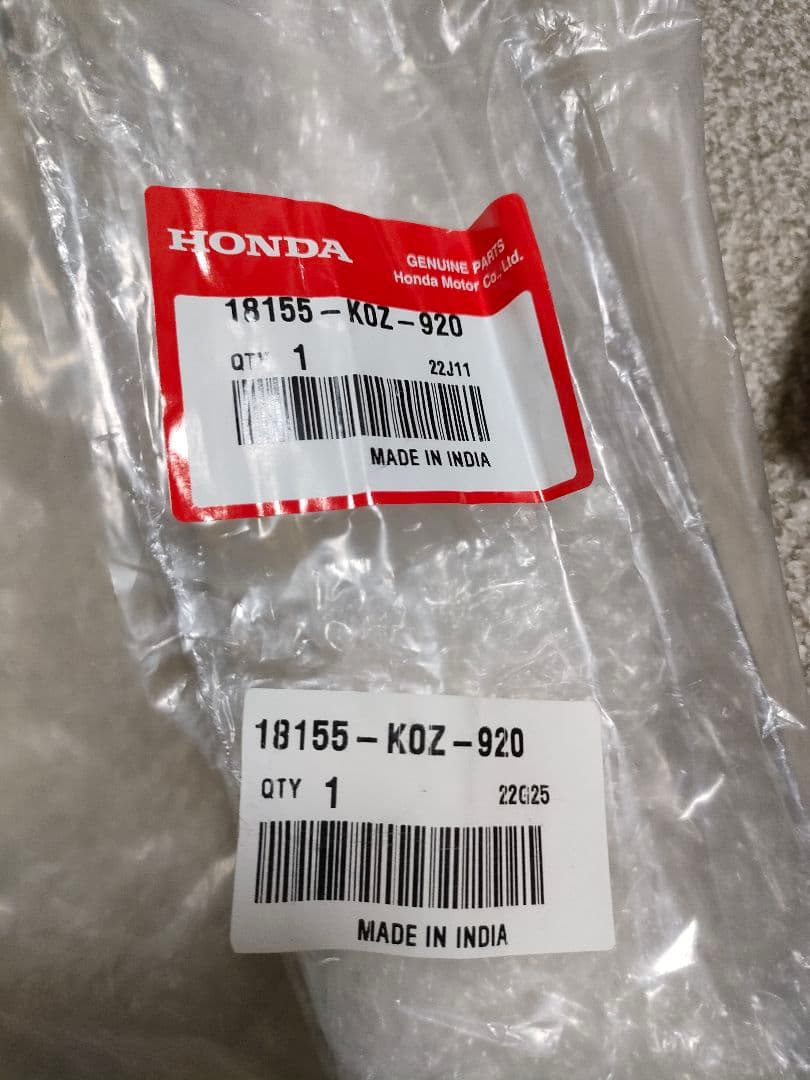 HONDA
GENUINE PARTS
Honda Motor Co., Ltd.
18155-K0Z-920
QTY 1 22J11
MADE IN INDIA
18155-K0Z-920
QTY 1 22G25
MADE IN INDIA